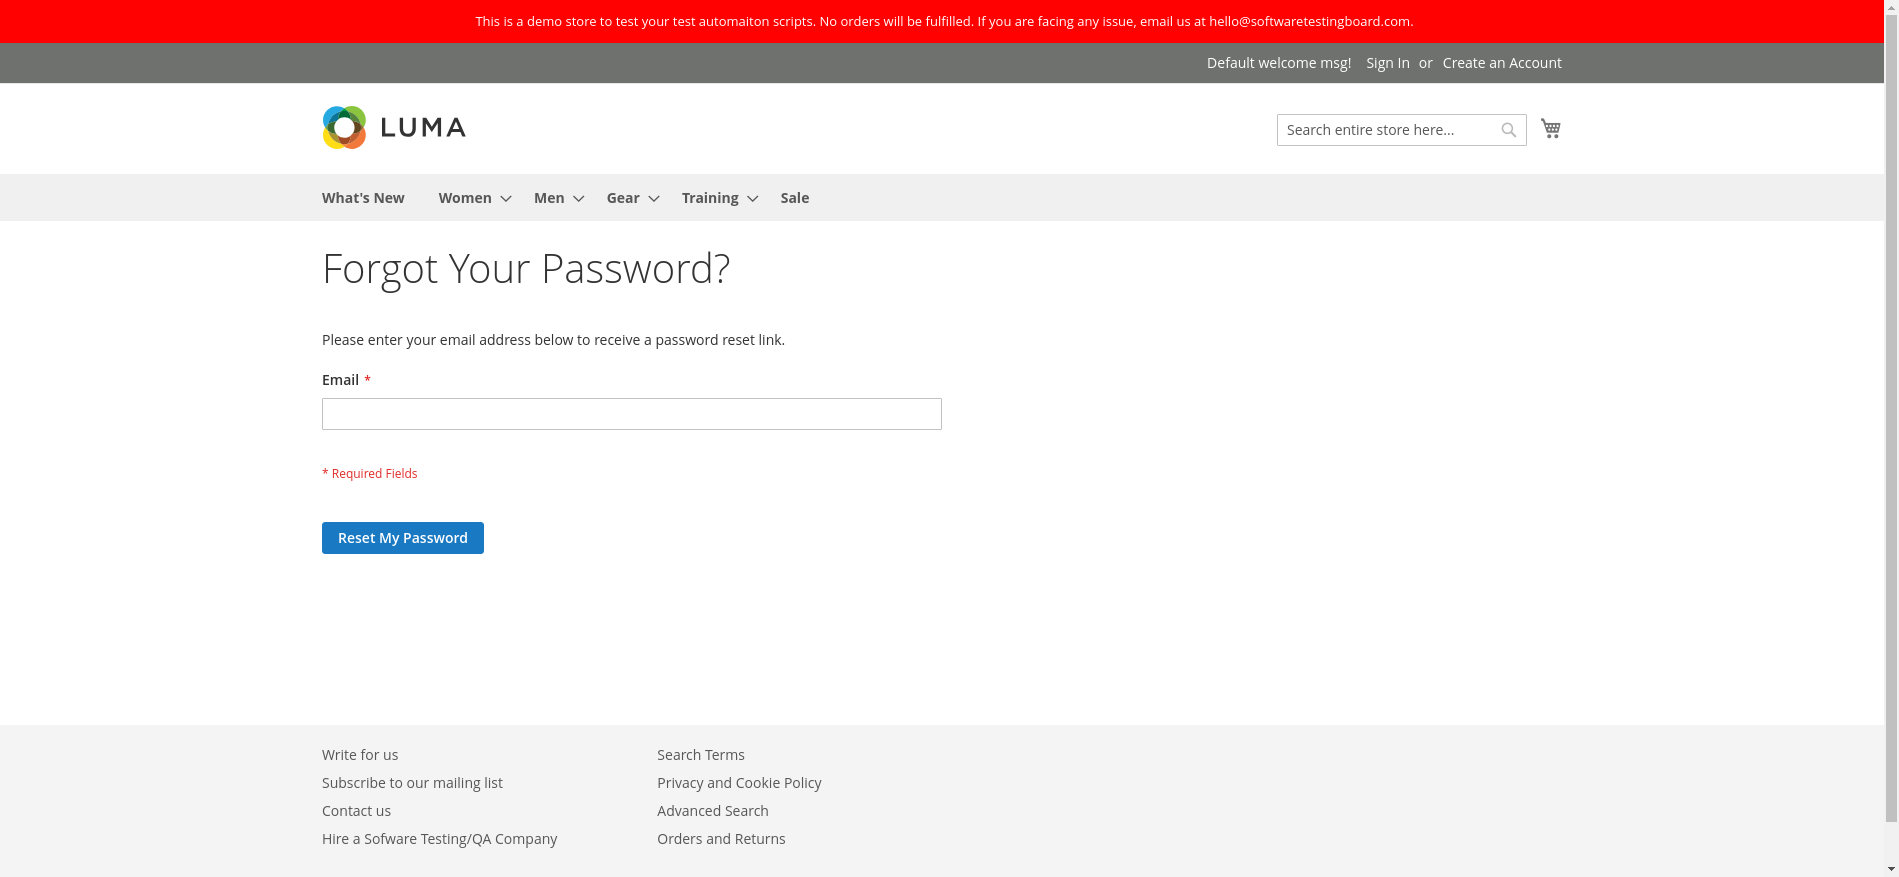 This is a demo store to test your test automaiton scripts. No orders will be fulfilled. If you are facing any issue, email us at hello@softwaretestingboard.com.
Default welcome msg! Sign In or Create an Account
LUMA
Search entire store here...
What's New Women Men Gear Training Sale
Forgot Your Password?
Please enter your email address below to receive a password reset link.
Email *
* Required Fields
Reset My Password
Write for us
Subscribe to our mailing list
Contact us
Hire a Sofware Testing/QA Company
Search Terms
Privacy and Cookie Policy
Advanced Search
Orders and Returns